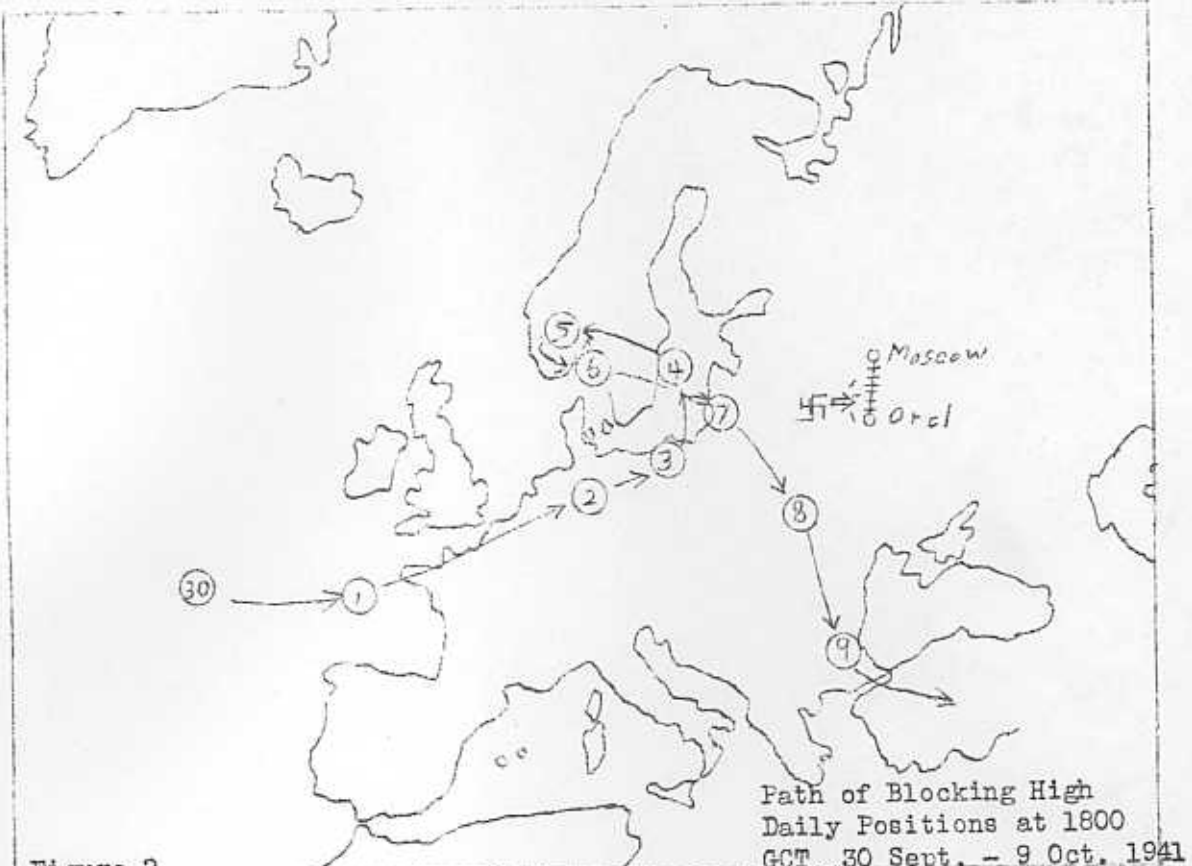 5
4
Moscow
6
7
Orel
3
2
8
30
1
9
Path of Blocking High
Daily Positions at 1800
GCT 30 Sept. - 9 Oct. 1941
Figure 2